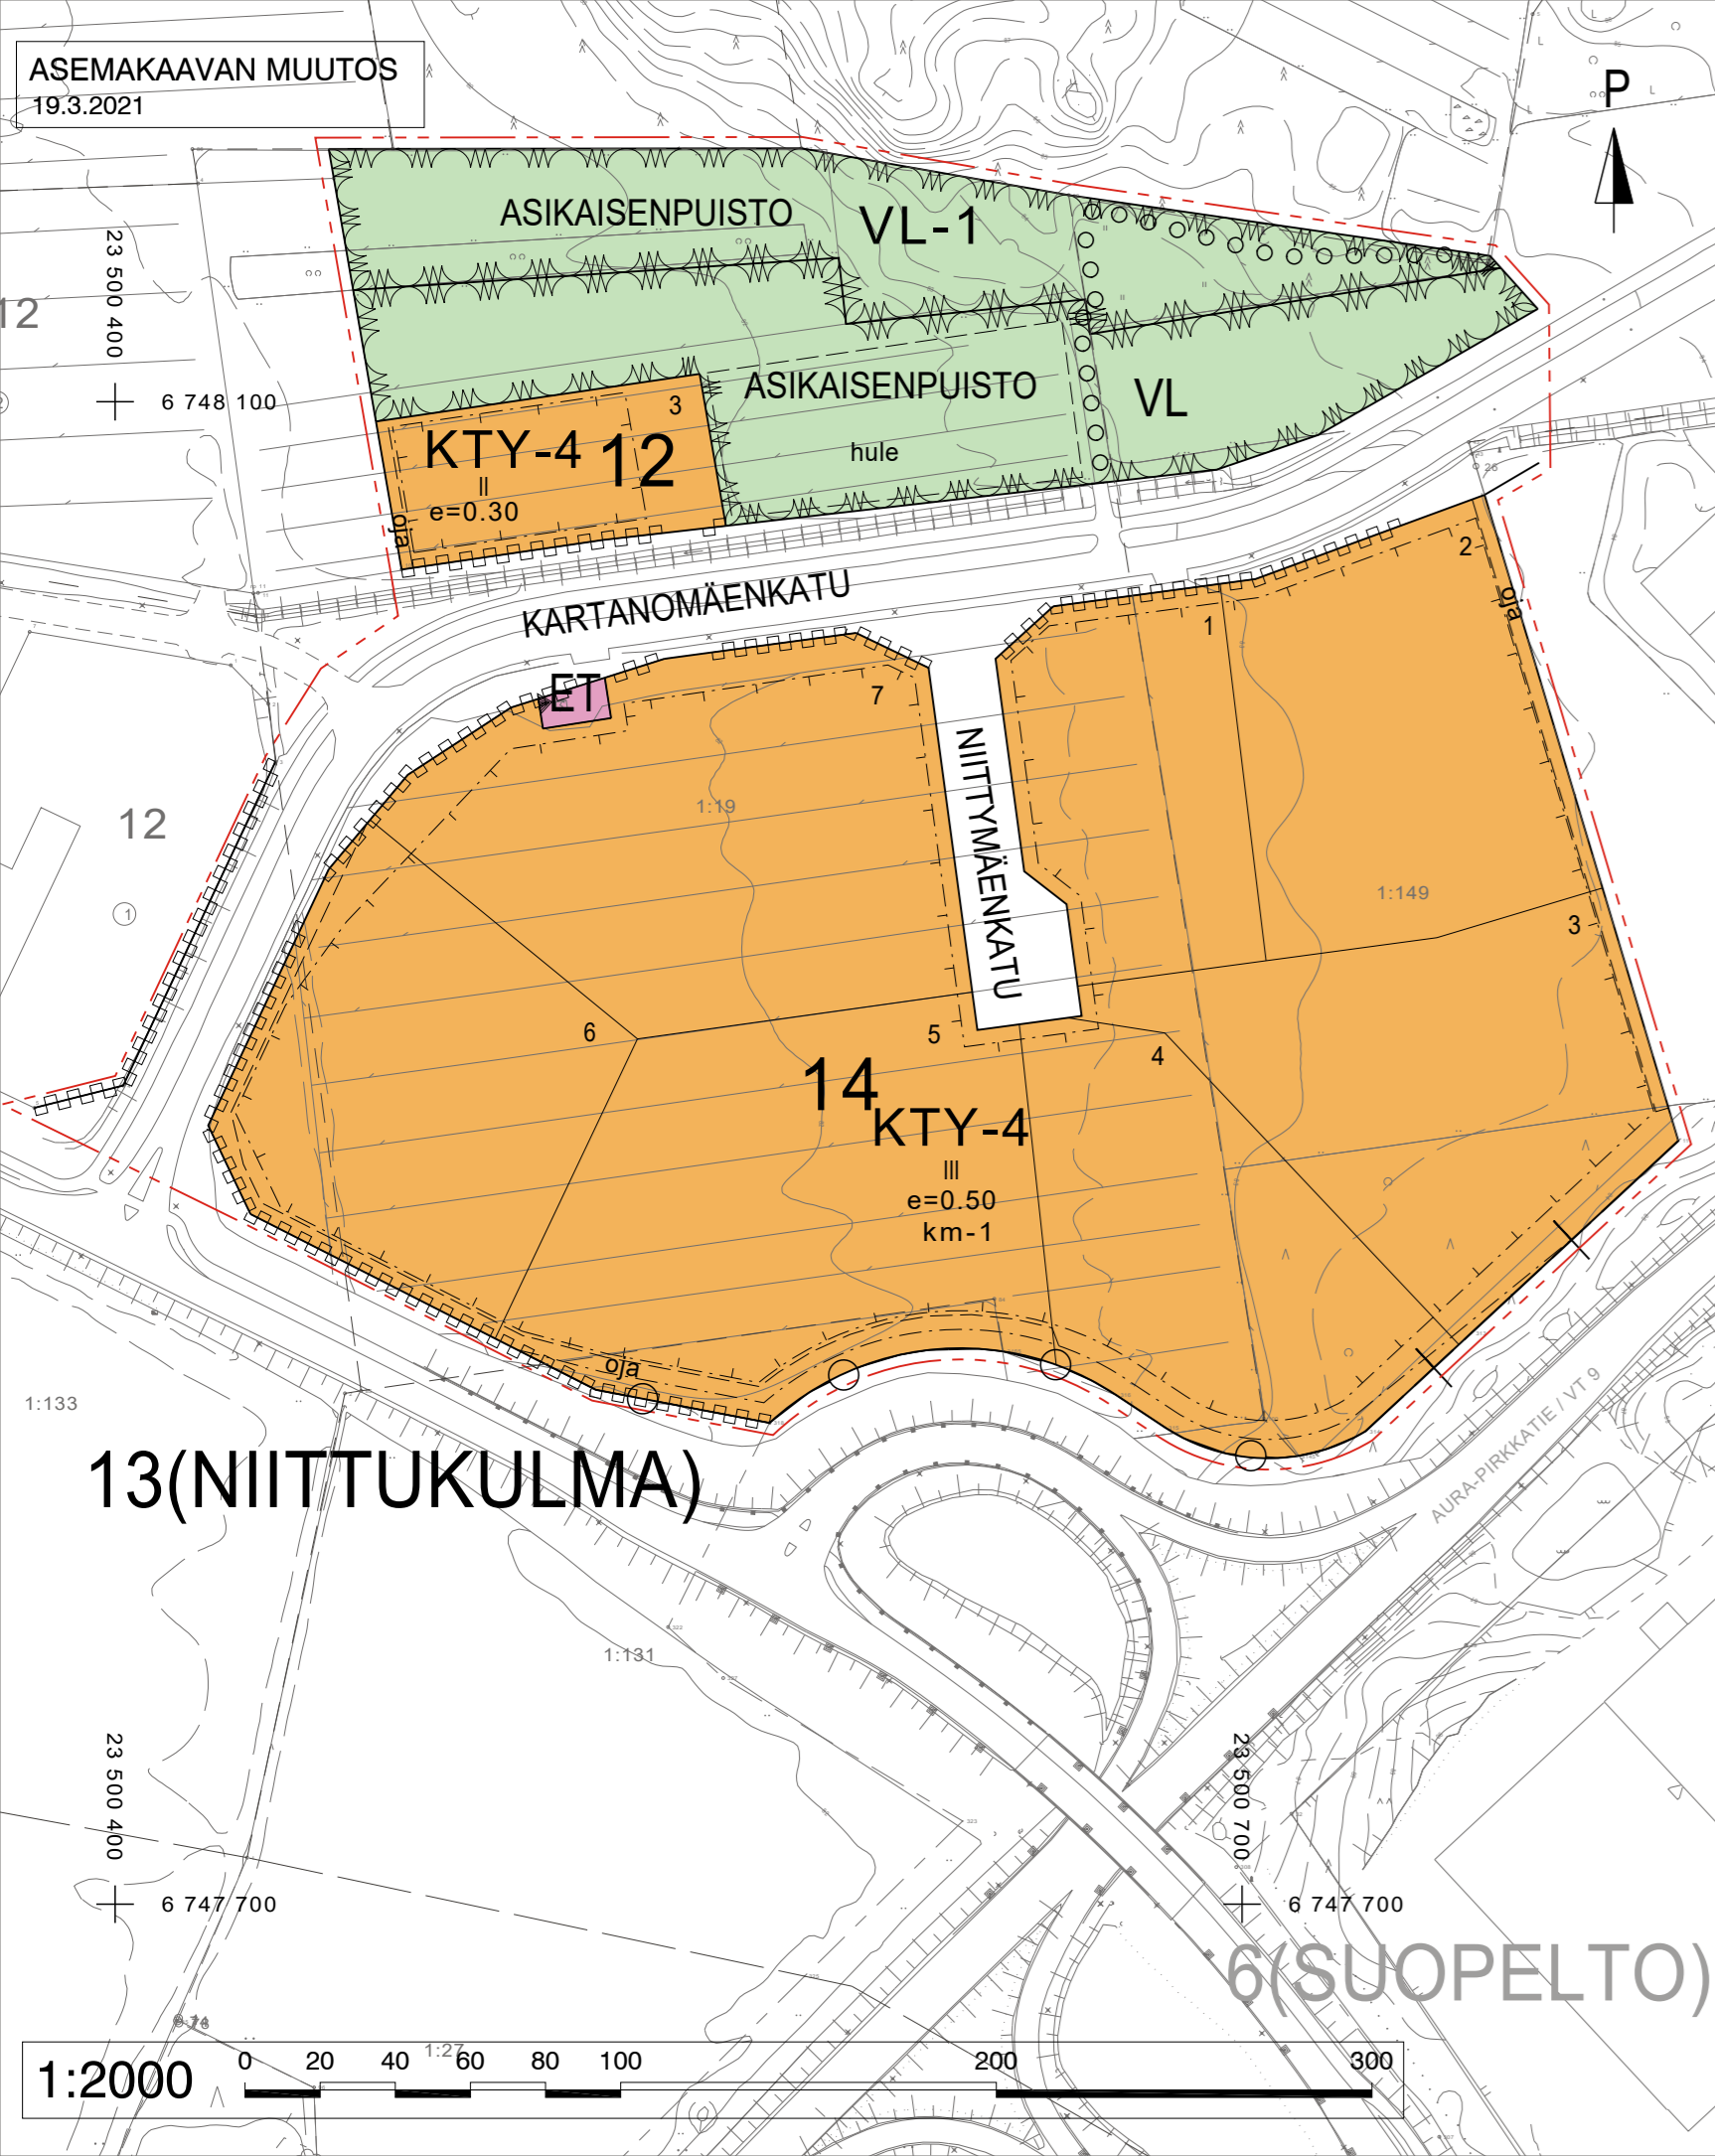 ASEMAKAAVAN MUUTOS
19.3.2021
P
ASIKAISENPUISTO
VL-1
23 500 400
12
6 748 100
ASIKAISENPUISTO
VL
3
KTY-4
12
II
e=0.30
hule
oja
26
2
oja
KARTANOMÄENKATU
1
ET
7
NIITTYMÄENKATU
1:19
12
1
1:149
3
6
5
4
14
KTY-4
III
e=0.50
km-1
oja
1:133
AURA-PIRKKATIE / VT 9
13(NIITTUKULMA)
1:131
23 500 400
23 500 700
6 747 700
6 747 700
6(SUOPELTO)
1:27
1:2000
0 20 40 60 80 100 200 300